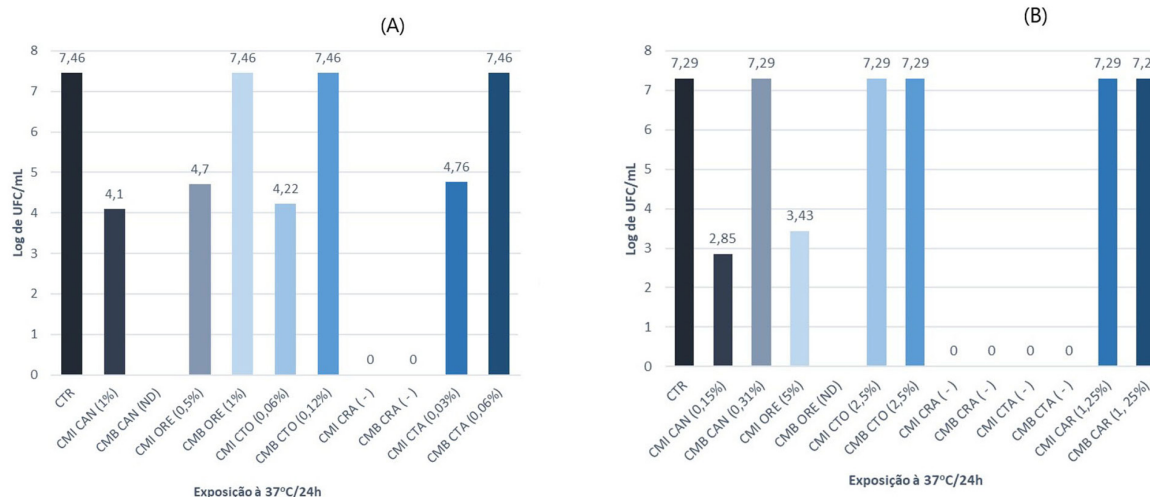 (A)
8
7
6
5
4
3
2
1
0
Log de UFC/mL
7,46
4,1
4,7
7,46
4,22
7,46
0
0
4,76
7,46
CTR
CMI CAN (1%)
CMB CAN (ND)
CMI ORE (0,5%)
CMB ORE (1%)
CMI CTO (0,06%)
CMB CTO (0,12%)
CMI CRA ( - )
CMB CRA ( - )
CMI CTA (0,03%)
CMB CTA (0,06%)
Exposição à 37ºC/24h
(B)
8
7
6
5
4
3
2
1
0
Log de UFC/mL
7,29
2,85
7,29
3,43
7,29
7,29
0
0
0
0
7,29
7,2
CTR
CMI CAN (0,15%)
CMB CAN (0,31%)
CMI ORE (5%)
CMB ORE (ND)
CMI CTO (2,5%)
CMB CTO (2,5%)
CMI CRA ( - )
CMB CRA ( - )
CMI CTA ( - )
CMB CTA ( - )
CMI CAR (1,25%)
CMB CAR (1, 25%)
Exposição à 37ºC/24h